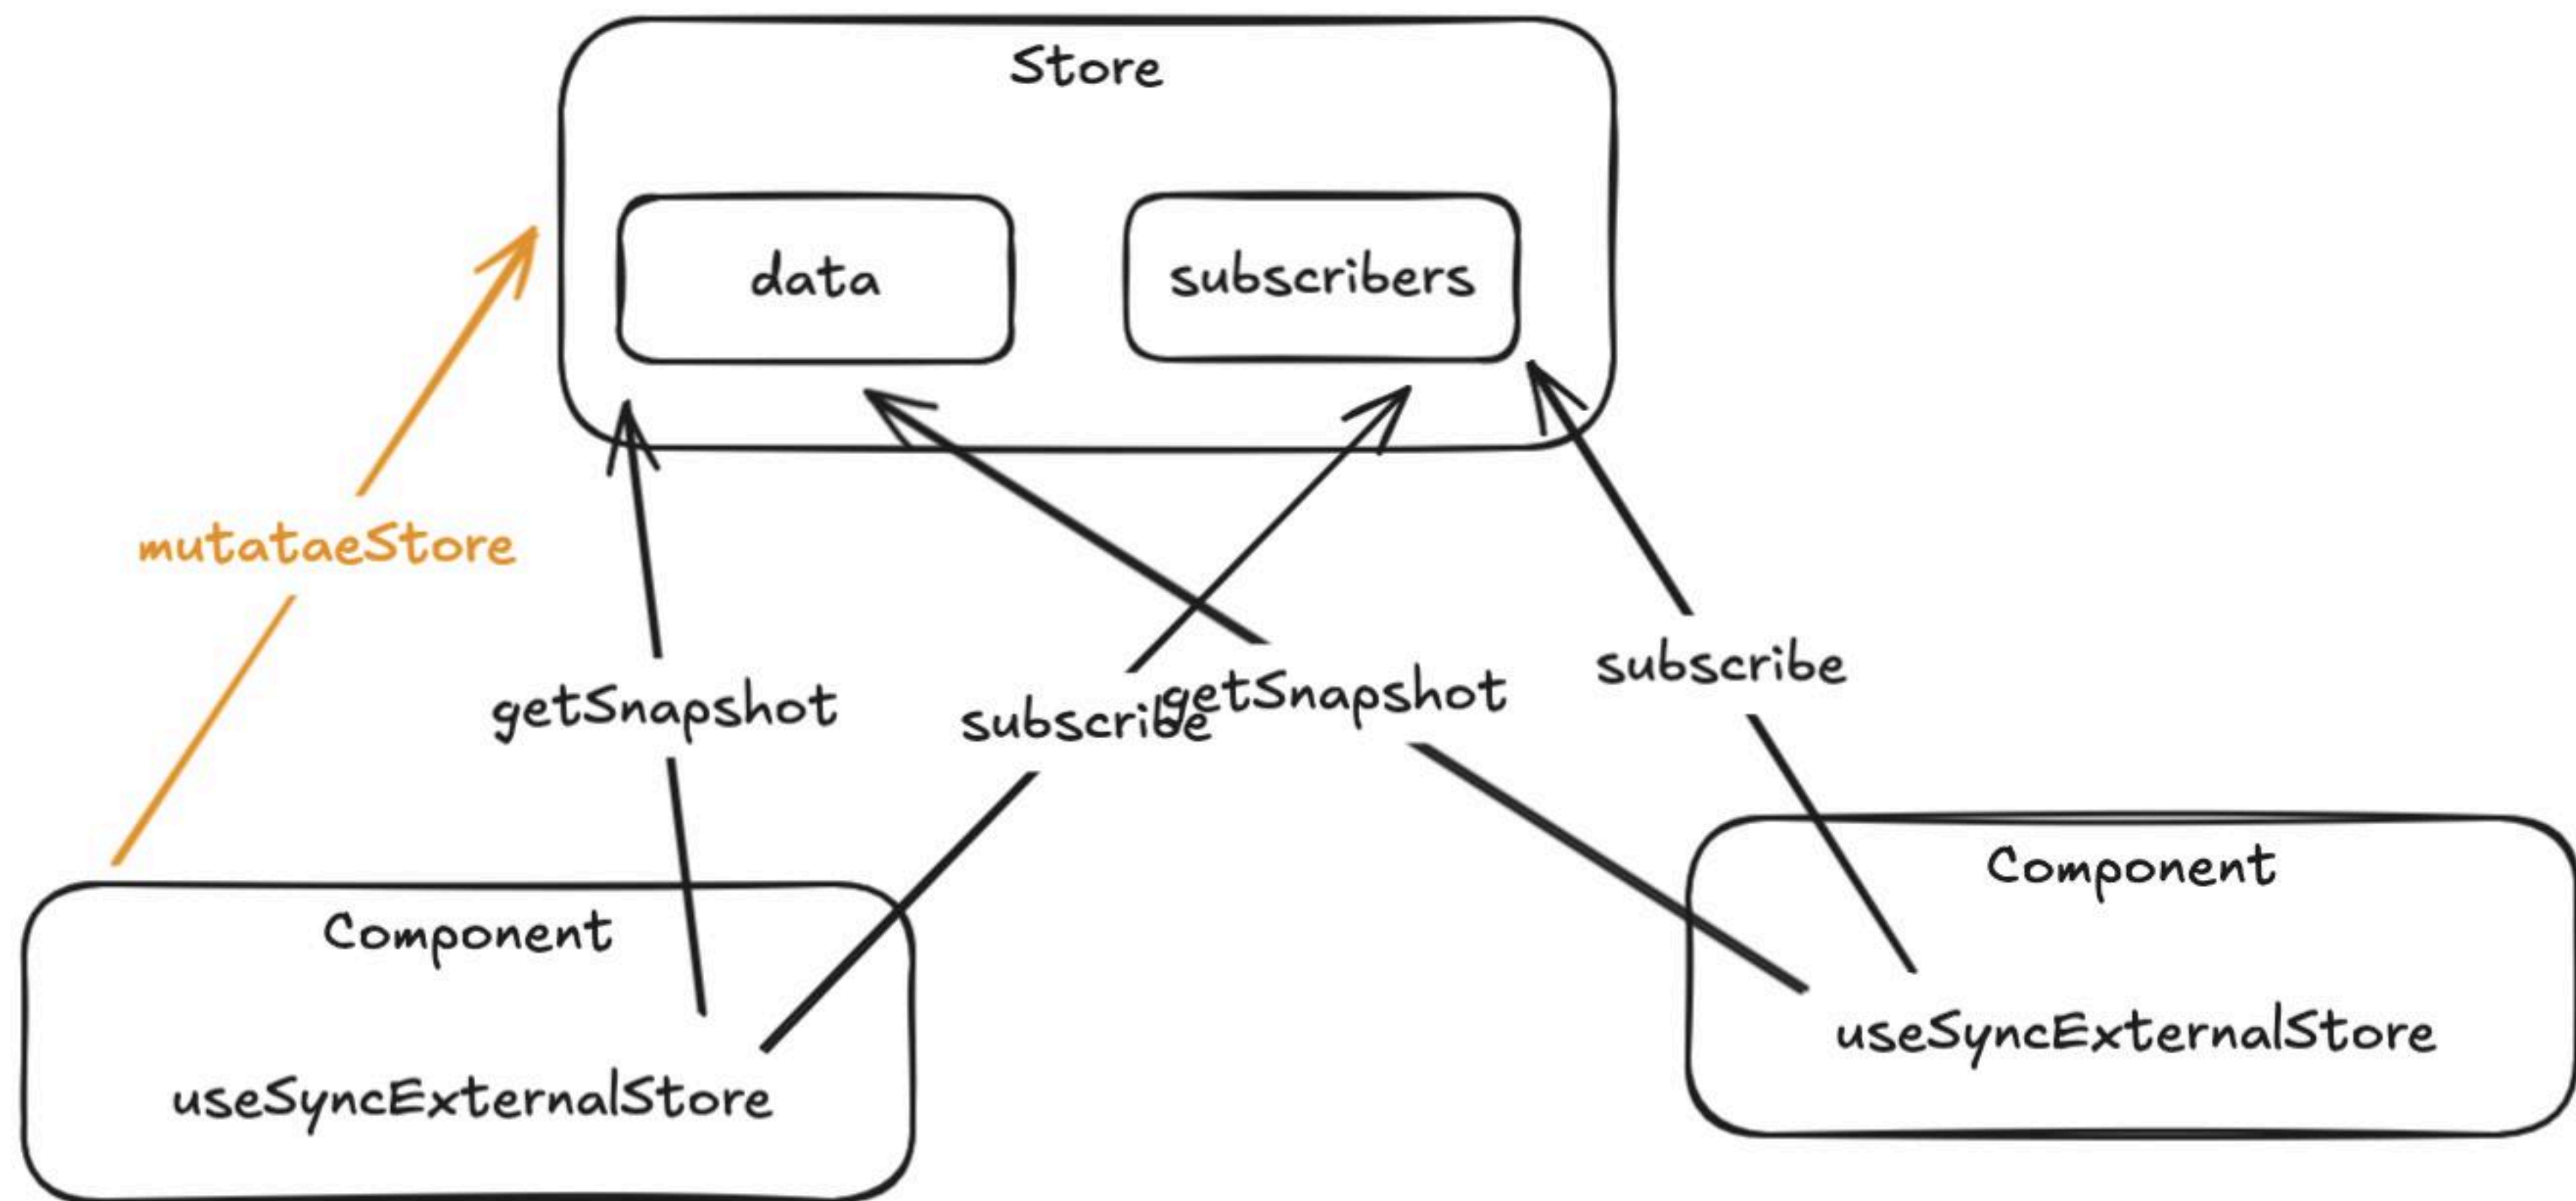 Store
data
subscribers
mutataeStore
getSnapshot
subscribe
getSnapshot
subscribe
Component
useSyncExternalStore
Component
useSyncExternalStore